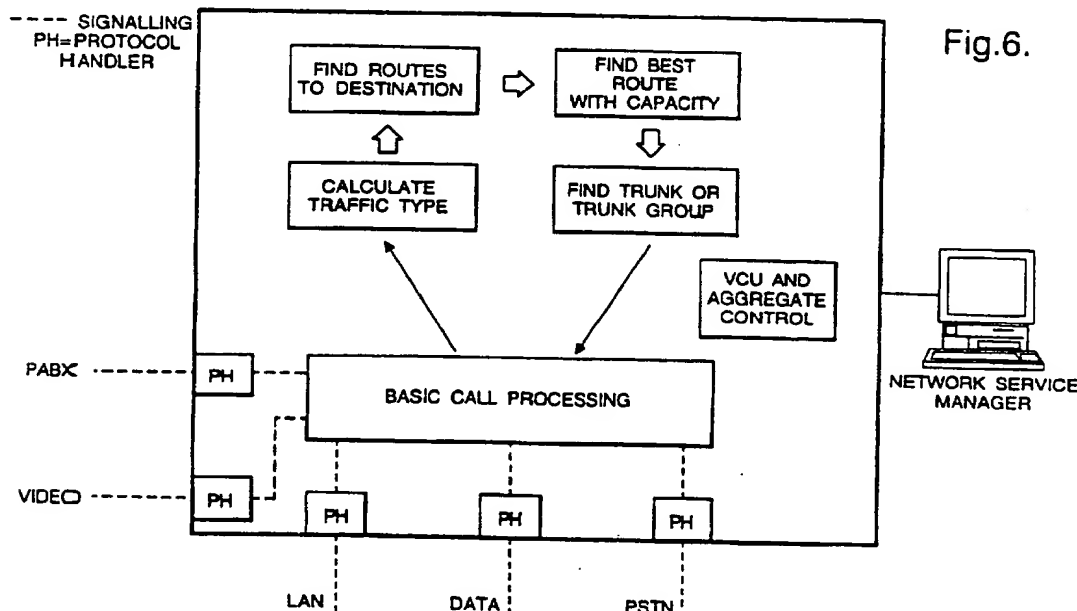 ---- SIGNALLING
PH=PROTOCOL
HANDLER
Fig.6.
FIND ROUTES
TO DESTINATION
FIND BEST
ROUTE
WITH CAPACITY
CALCULATE
TRAFFIC TYPE
FIND TRUNK OR
TRUNK GROUP
VCU AND
AGGREGATE
CONTROL
NETWORK SERVICE
MANAGER
PABX
PH
BASIC CALL PROCESSING
VIDEO
PH
PH
PH
PH
LAN
DATA
PSTN